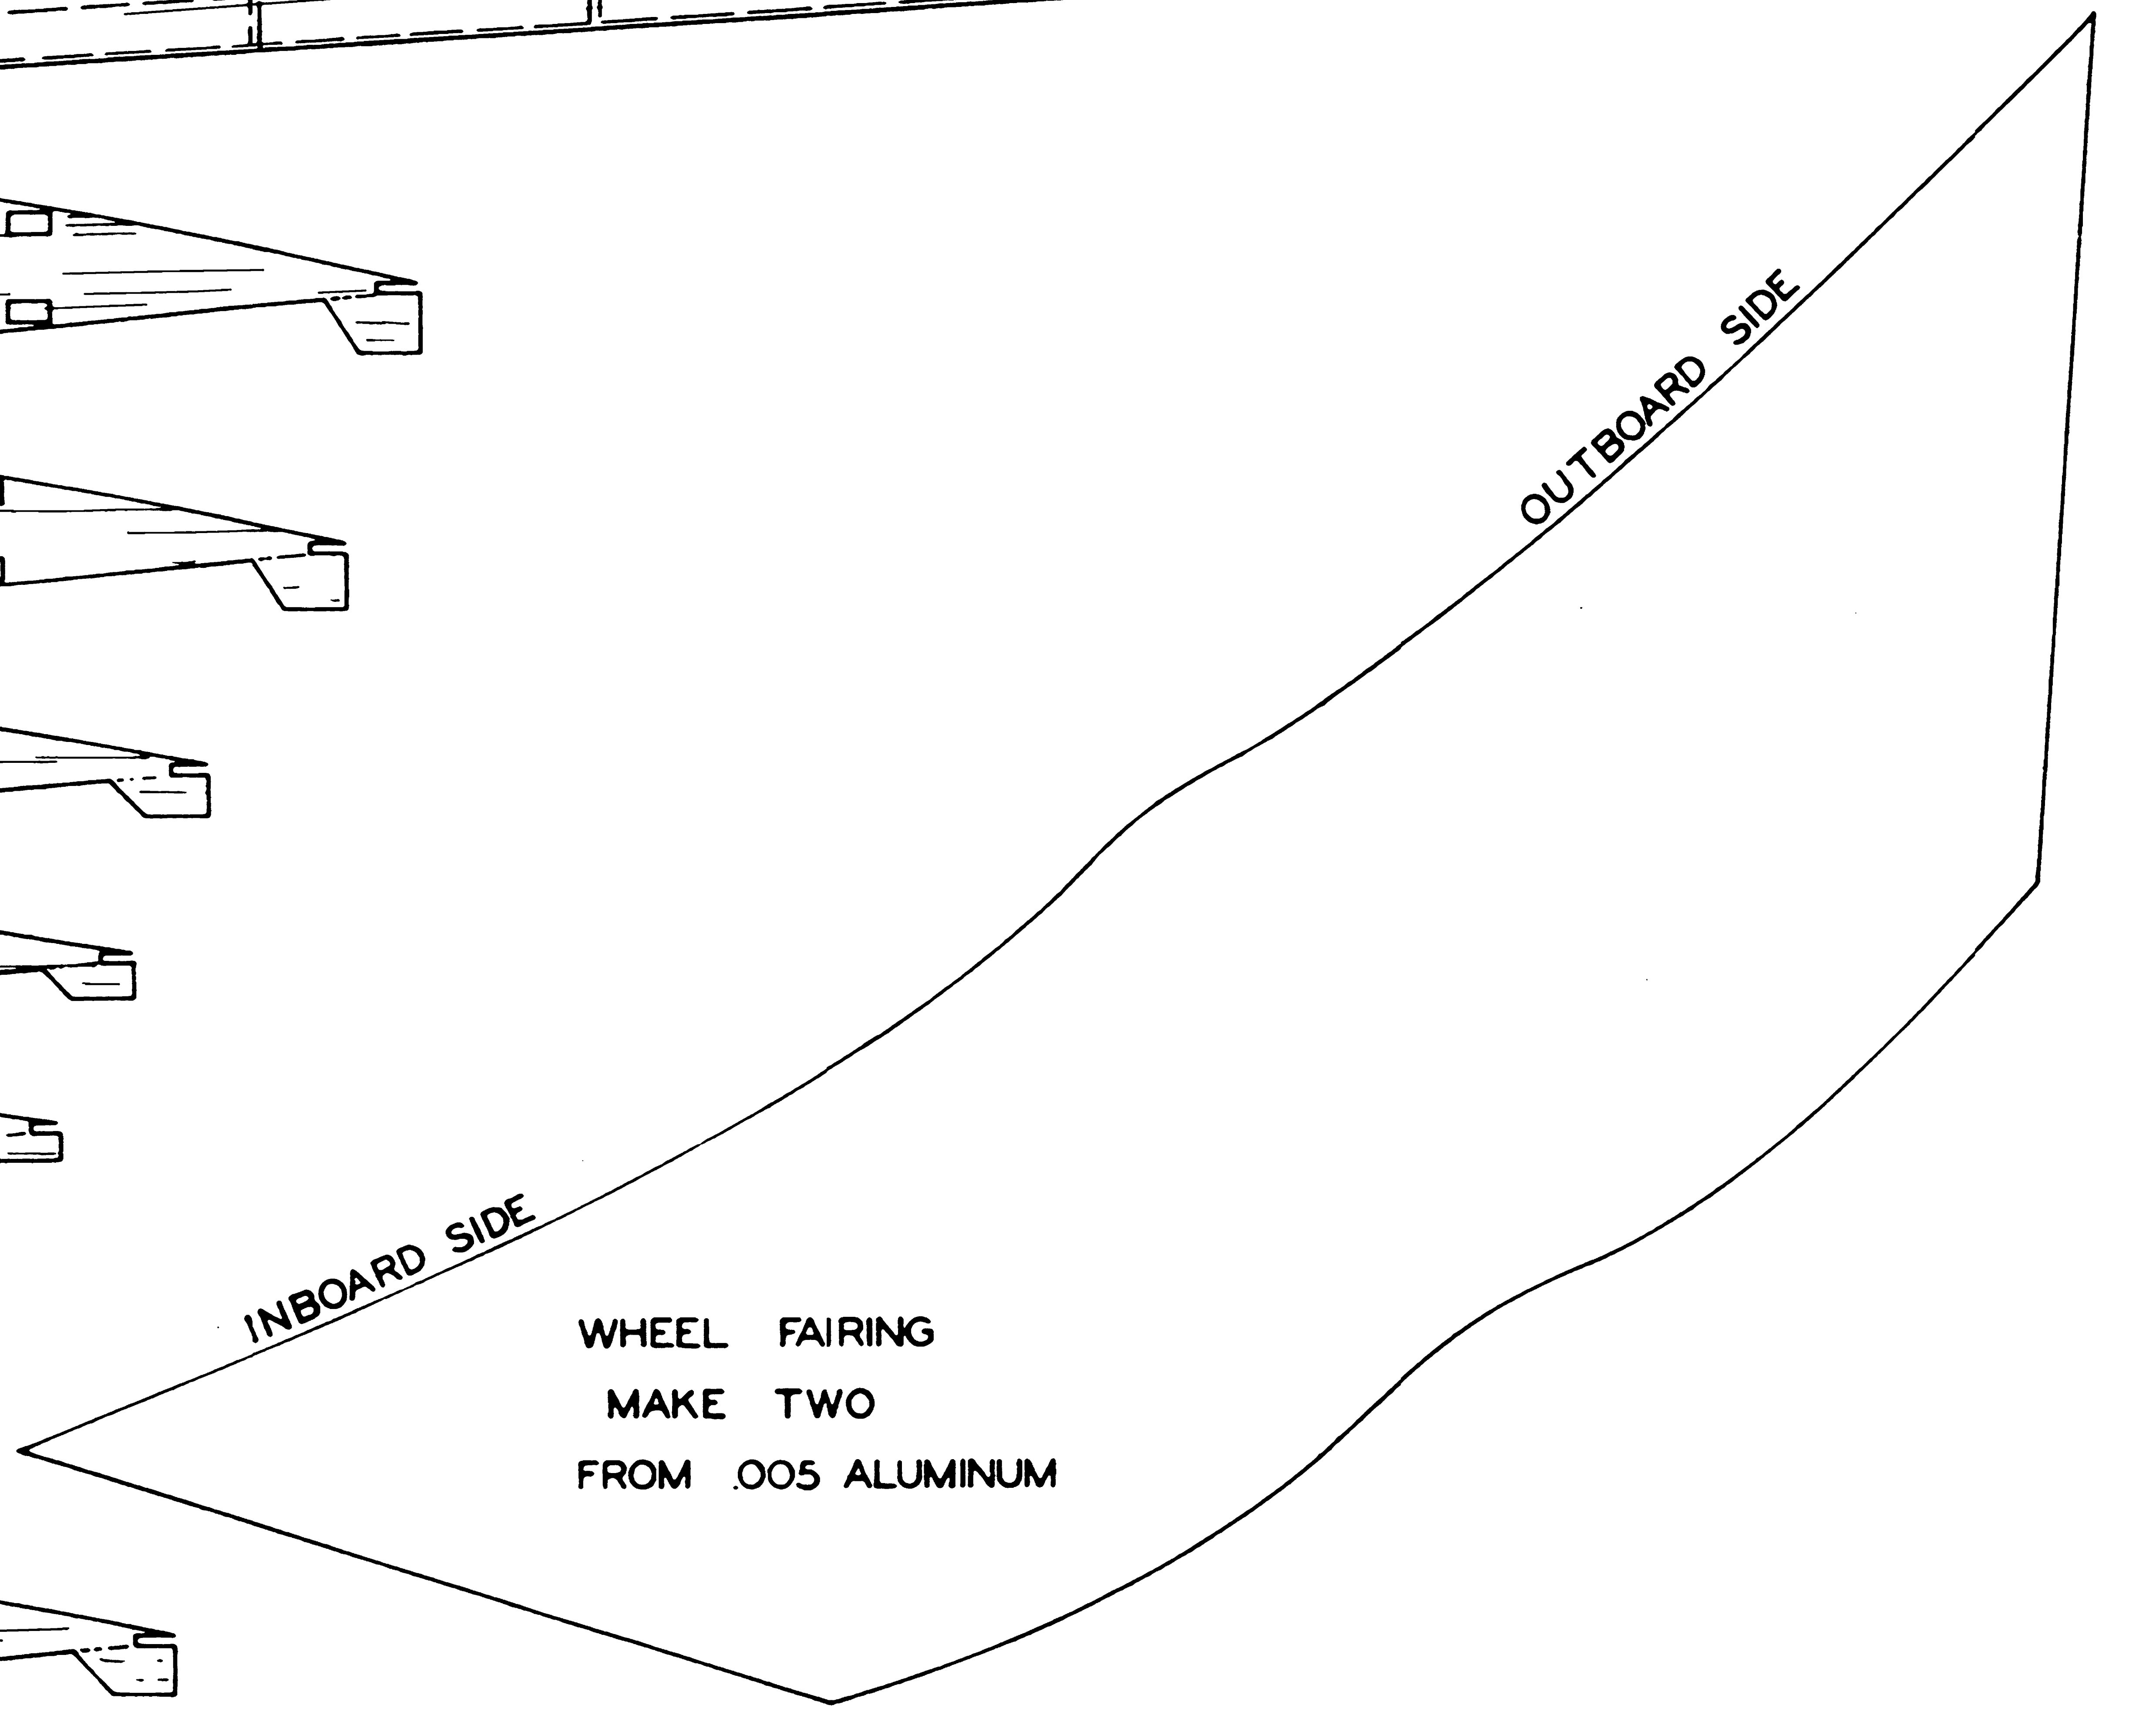 OUTBOARD SIDE
INBOARD SIDE
WHEEL FAIRING
MAKE TWO
FROM .005 ALUMINUM